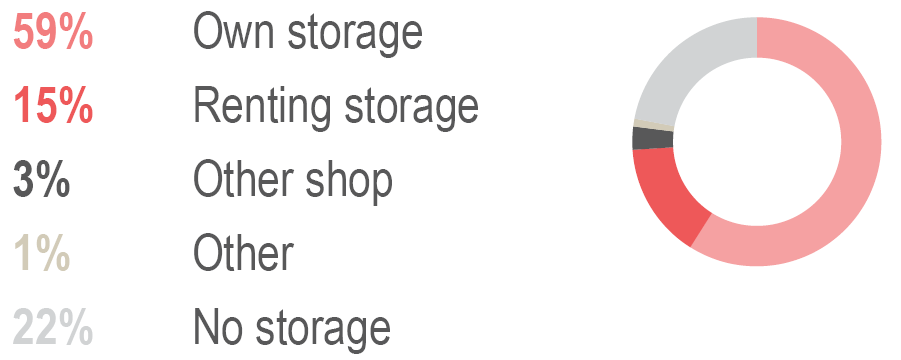 59% Own storage
15% Renting storage
3% Other shop
1% Other
22% No storage